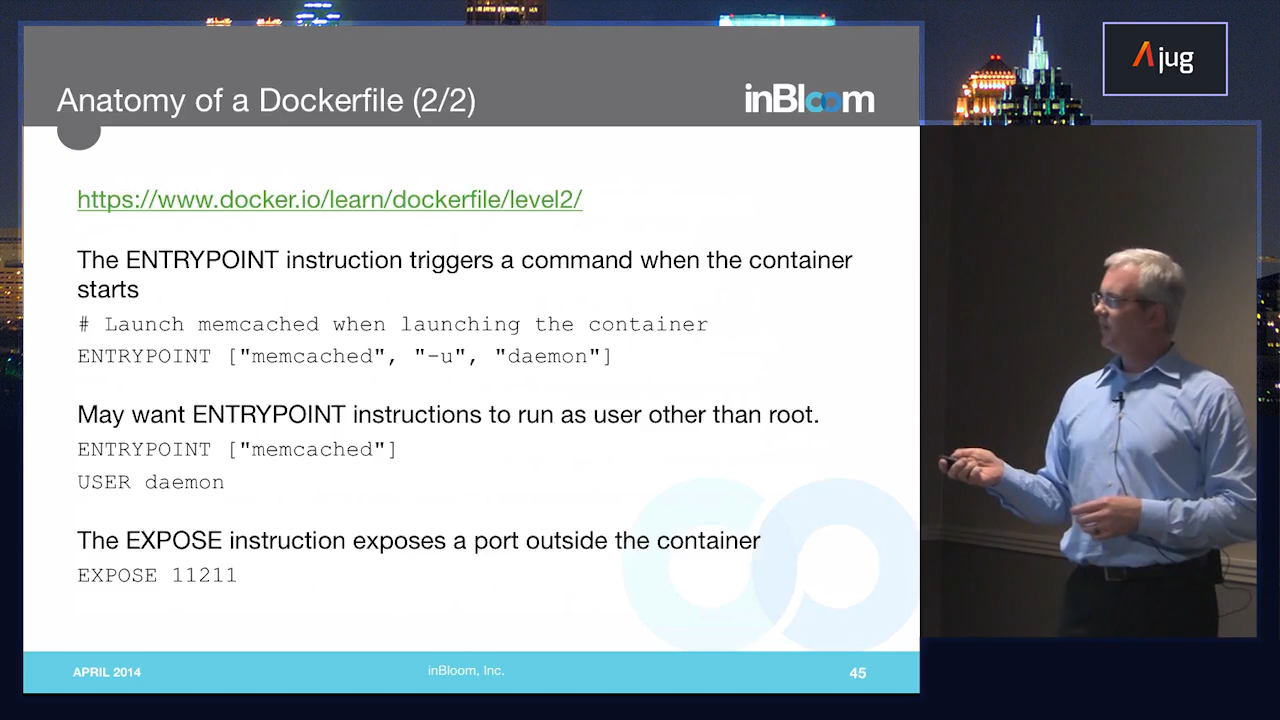 Anatomy of a Dockerfile (2/2)
inBloom
Ajug
https://www.docker.io/learn/dockerfile/level2/
The ENTRYPOINT instruction triggers a command when the container
starts
# Launch memcached when launching the container
ENTRYPOINT ["memcached", "-u", "daemon"]
May want ENTRYPOINT instructions to run as user other than root.
ENTRYPOINT ["memcached"]
USER daemon
The EXPOSE instruction exposes a port outside the container
EXPOSE 11211
APRIL 2014
inBloom, Inc.
45